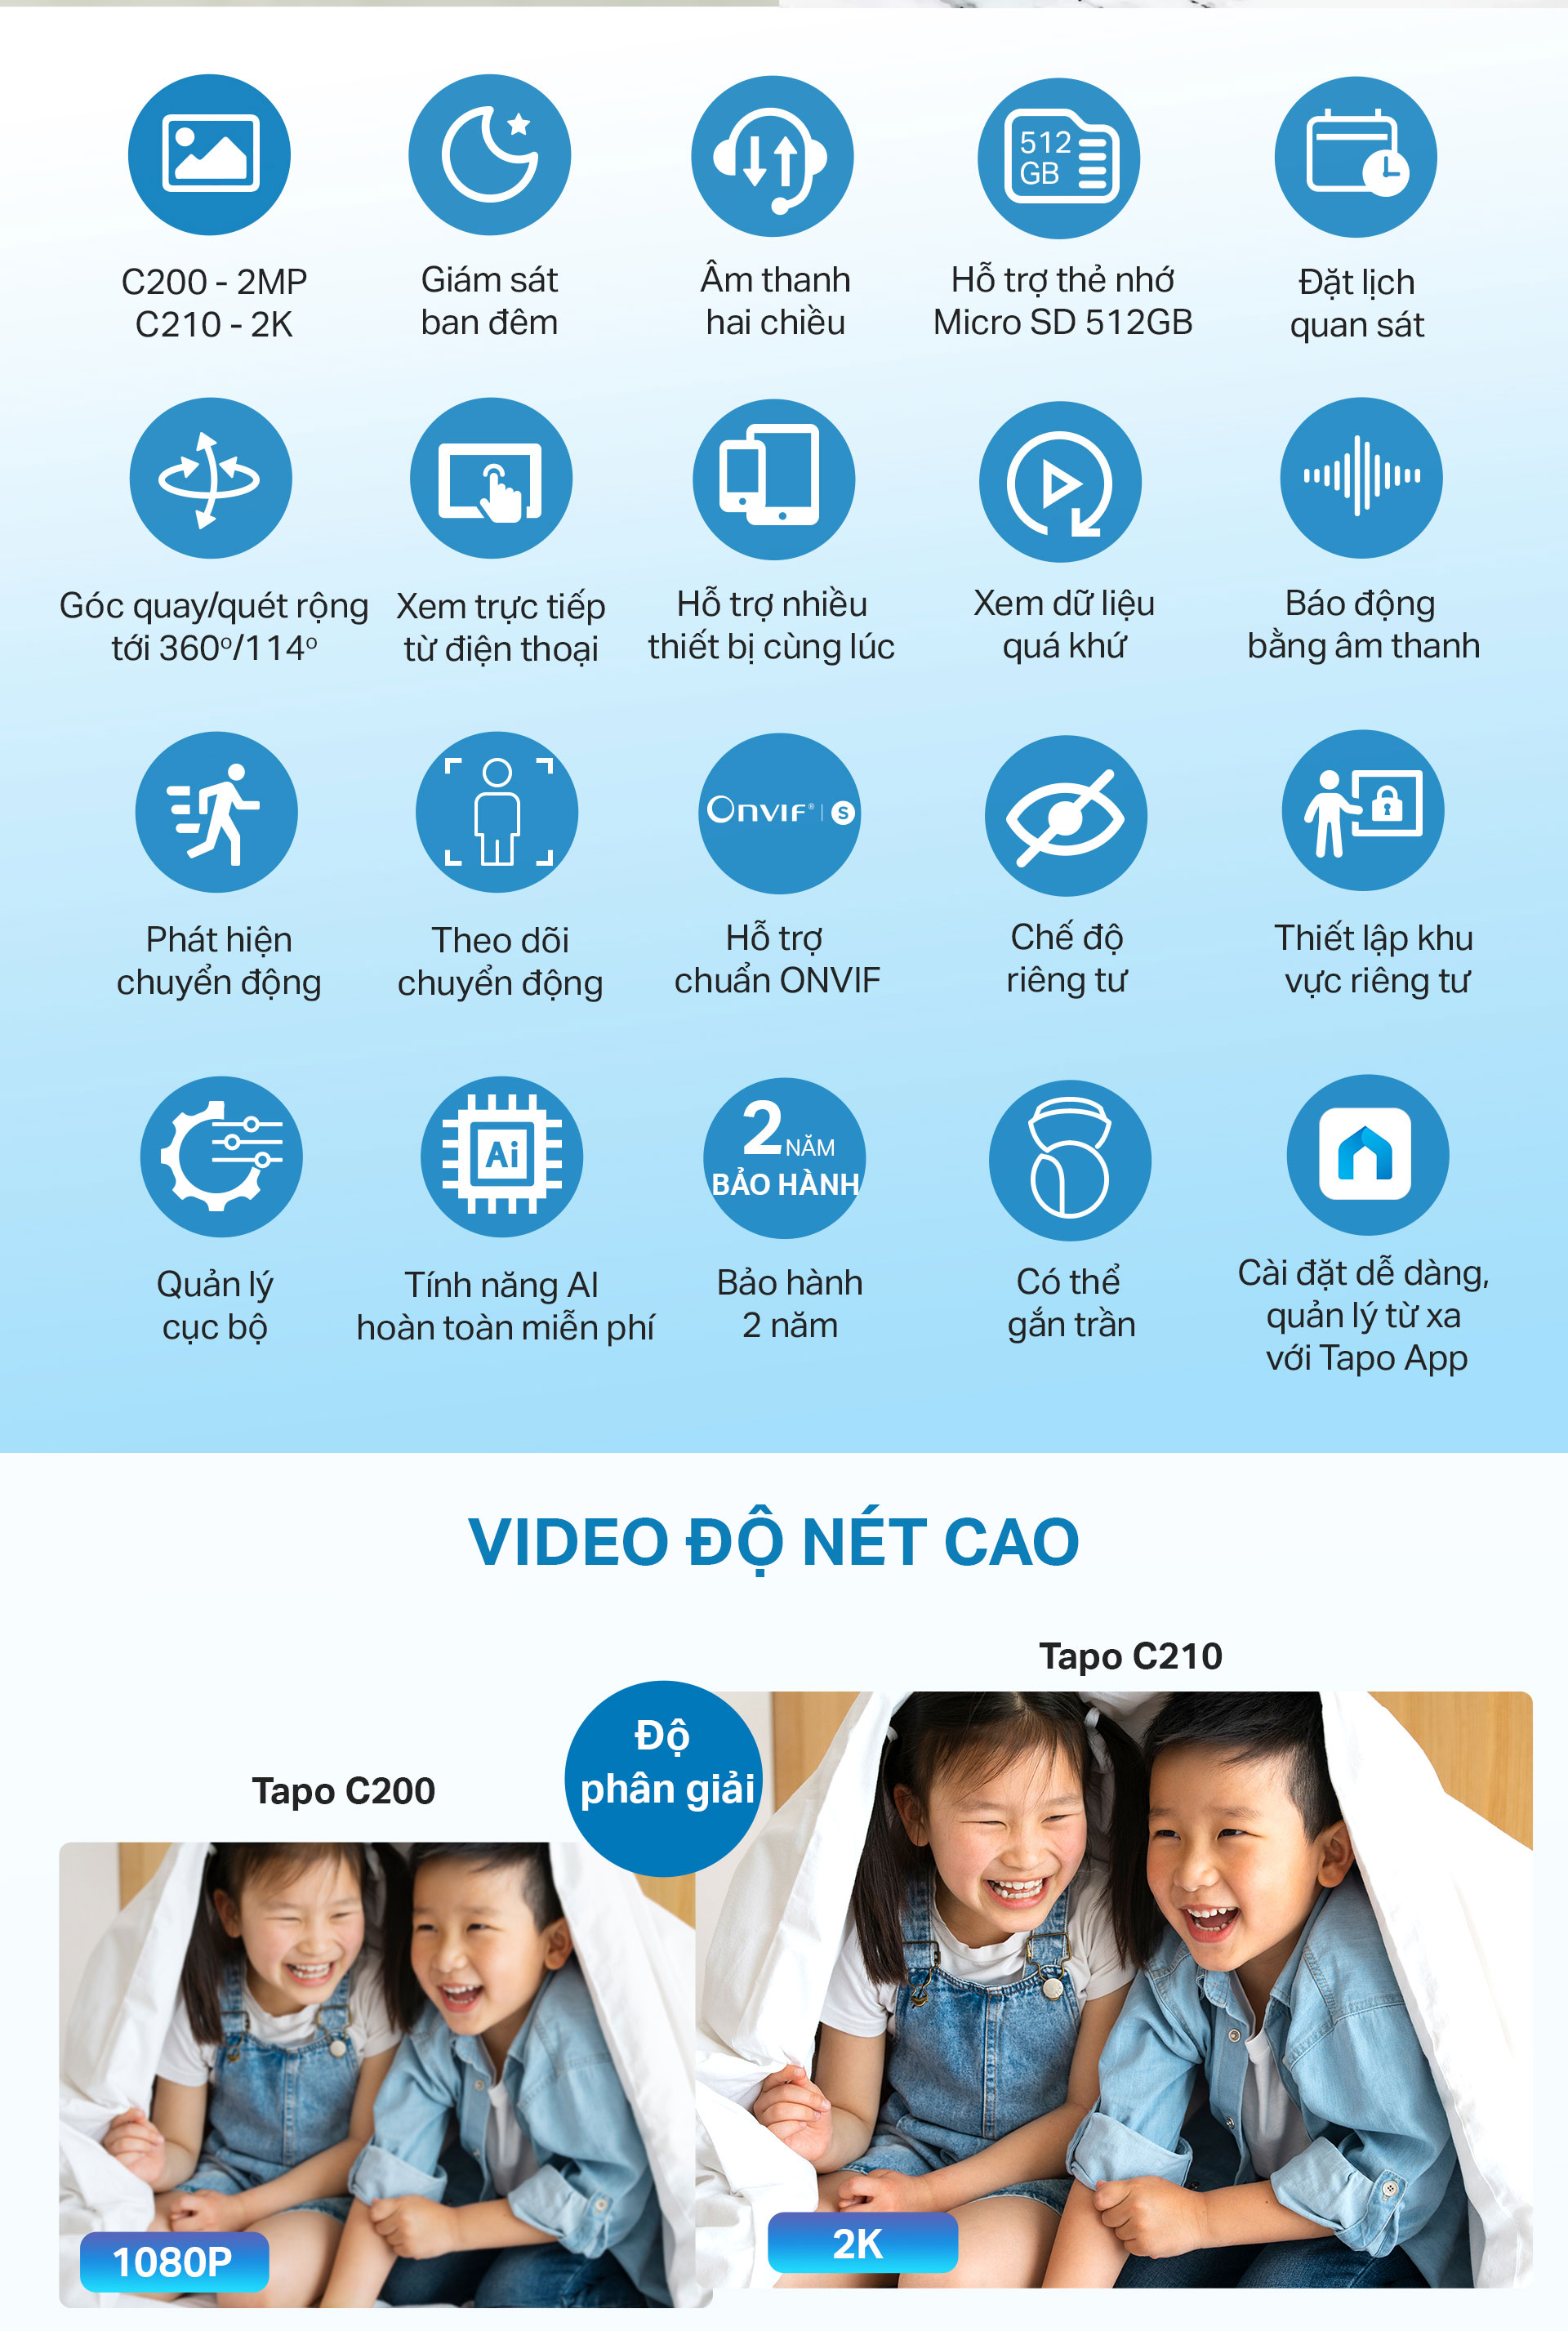 512
GB
C200 - 2MP
C210 - 2K
Giám sát
ban đêm
Âm thanh
hai chiều
Hỗ trợ thẻ nhớ
Micro SD 512GB
Đặt lịch
quan sát
Góc quay/quét rộng
tới 360º/114º
Xem trực tiếp
từ điện thoại
Hỗ trợ nhiều
thiết bị cùng lúc
Xem dữ liệu
quá khứ
Báo động
bằng âm thanh
ONVIF® | S
Phát hiện
chuyển động
Theo dõi
chuyển động
Hỗ trợ
chuẩn ONVIF
Chế độ
riêng tư
Thiết lập khu
vực riêng tư
Ai
2 NĂM
BẢO HÀNH
Quản lý
cục bộ
Tính năng AI
hoàn toàn miễn phí
Bảo hành
2 năm
Có thể
gắn trần
Cài đặt dễ dàng,
quản lý từ xa
với Tapo App
VIDEO ĐỘ NÉT CAO
Tapo C210
Độ
phân giải
Tapo C200
1080P
2K